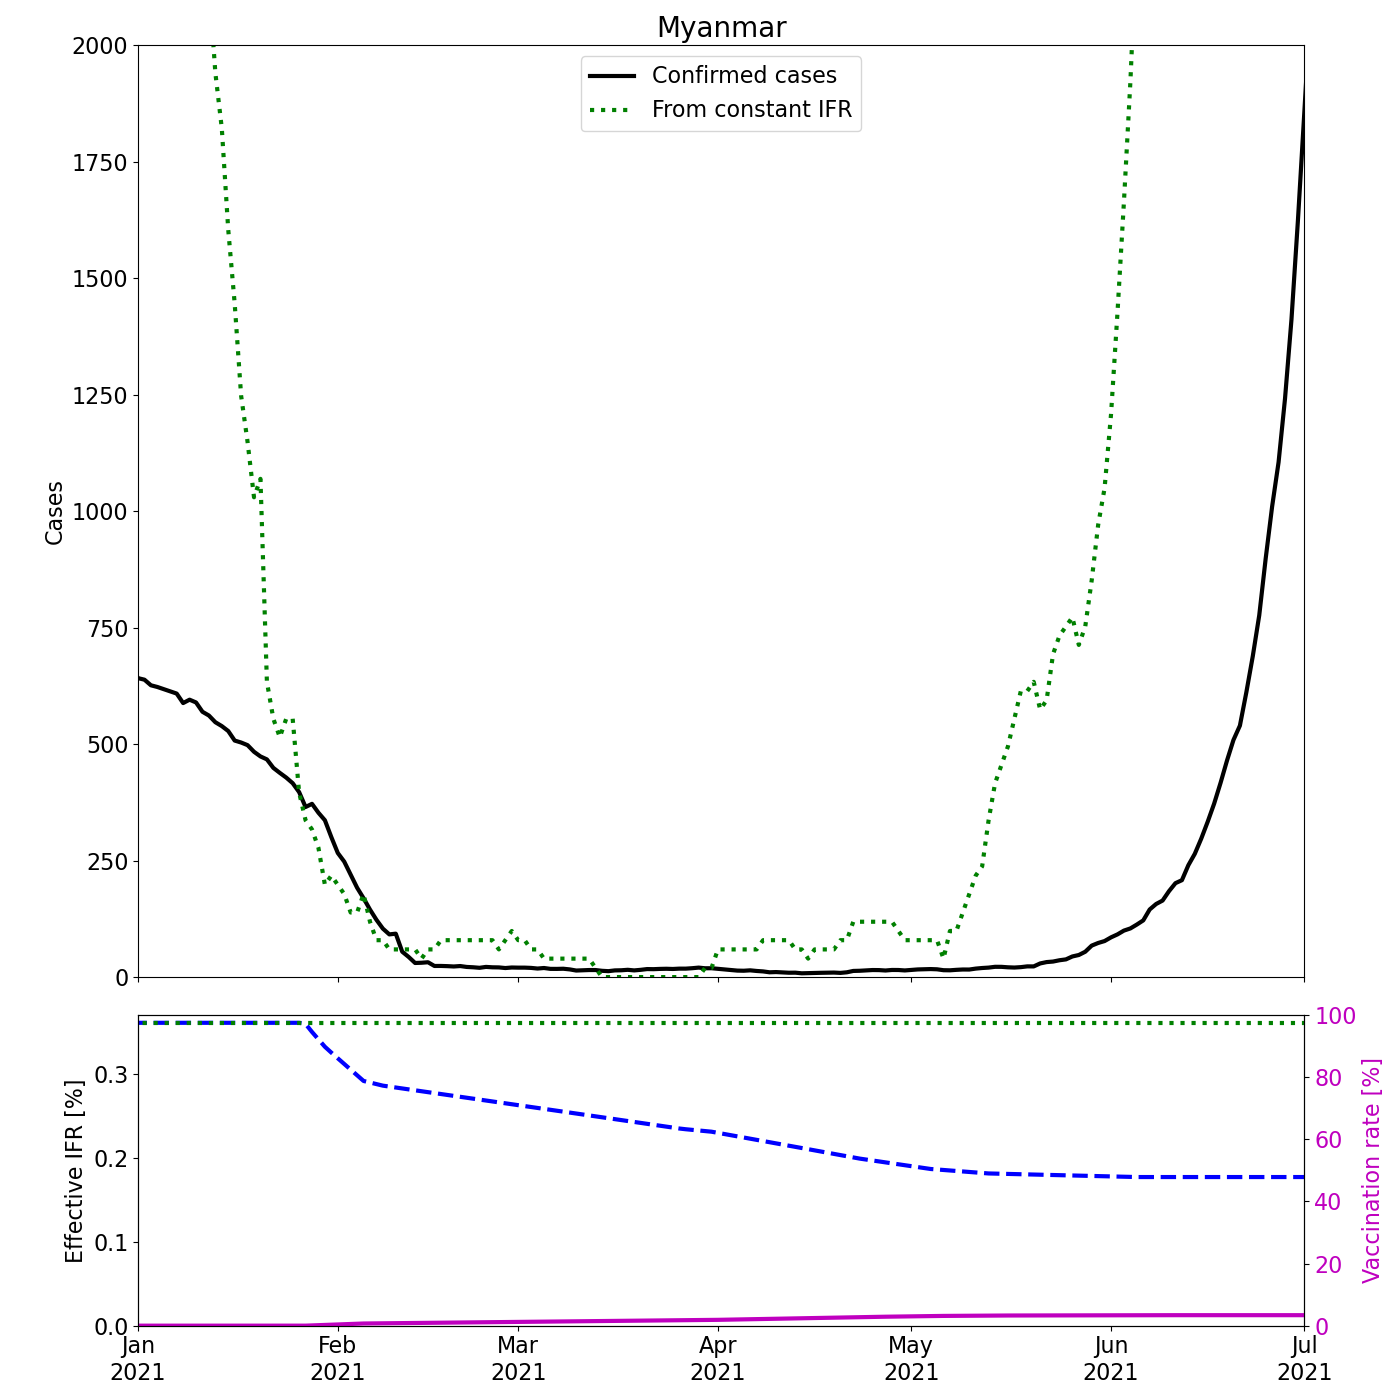 Myanmar
2000
1750
1500
1250
1000
750
500
250
0
Cases
Confirmed cases
From constant IFR
0.3
0.2
0.1
0.0
Effective IFR [%]
100
80
60
40
20
0
Vaccination rate [%]
Jan
2021
Feb
2021
Mar
2021
Apr
2021
May
2021
Jun
2021
Jul
2021